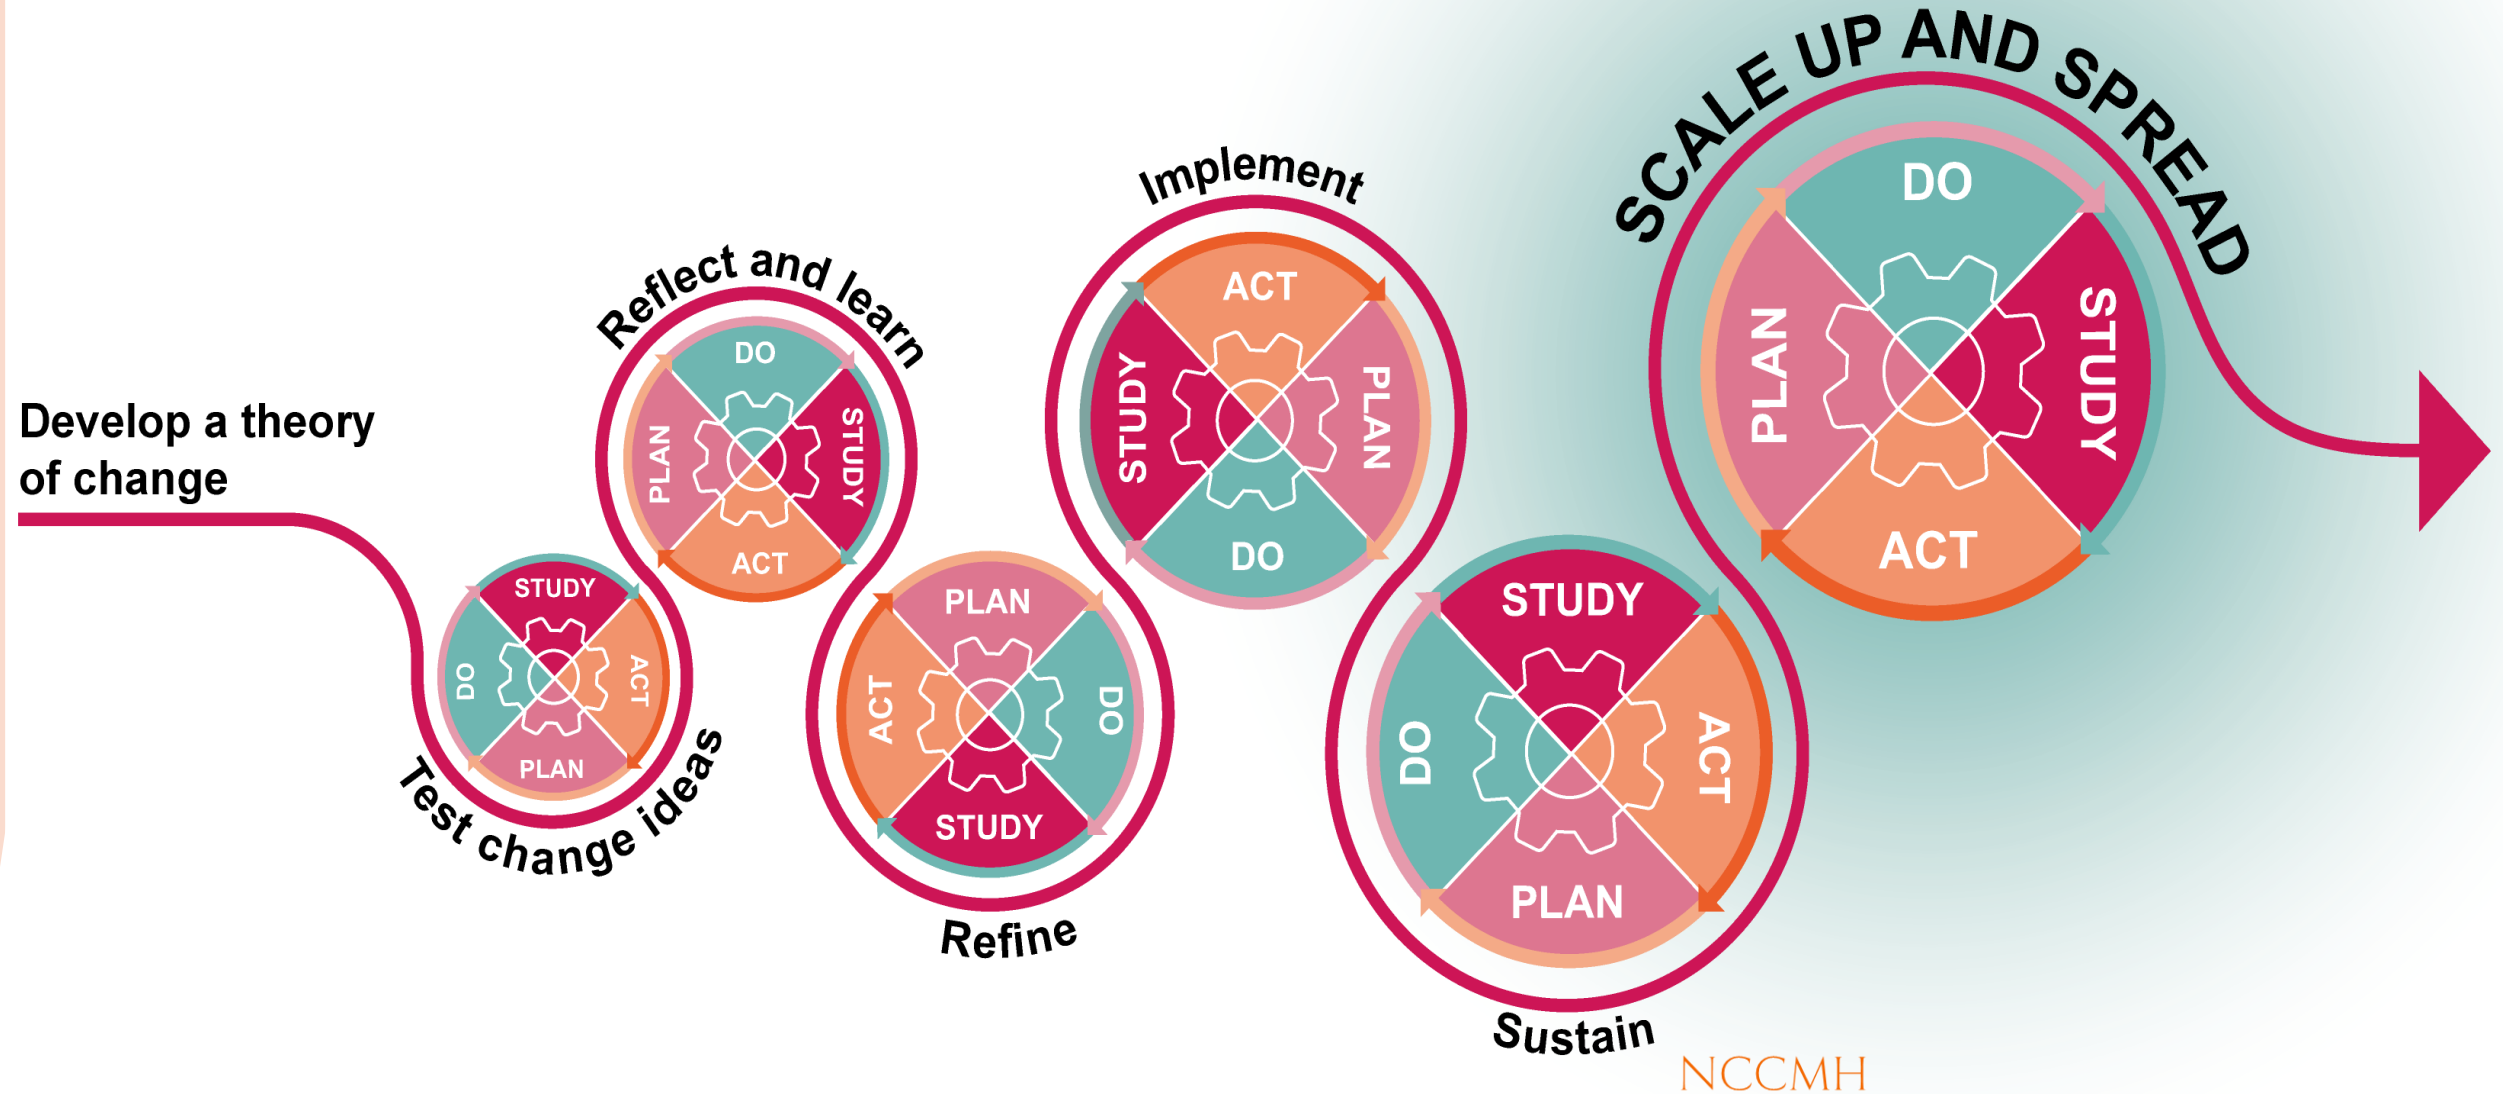 Develop a theory
of change
Test change ideas
STUDY
ACT
PLAN
DO
Reflect and learn
DO
STUDY
ACT
PLAN
Refine
PLAN
DO
STUDY
ACT
Implement
ACT
PLAN
DO
STUDY
Sustain
STUDY
ACT
PLAN
DO
SCALE UP AND SPREAD
DO
STUDY
ACT
PLAN
NCCMH